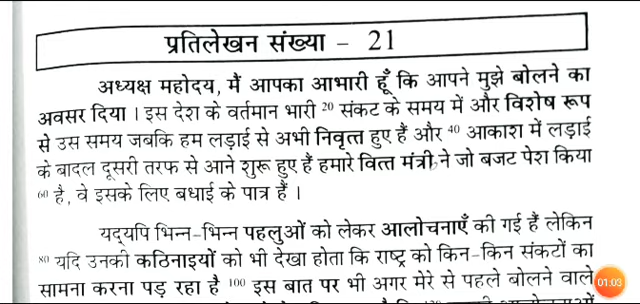 प्रतिलेखन संख्या - 21
अध्यक्ष महोदय, मैं आपका आभारी हूँ कि आपने मुझे बोलने का
अवसर दिया । इस देश के वर्तमान भारी 20 संकट के समय में और विशेष रूप
से उस समय जबकि हम लड़ाई से अभी निवृत्त हुए हैं और 40 आकाश में लड़ाई
के बादल दूसरी तरफ से आने शुरू हुए हैं हमारे वित्त मंत्री ने जो बजट पेश किया
60 है, वे इसके लिए बधाई के पात्र हैं ।
यद्यपि भिन्न-भिन्न पहलुओं को लेकर आलोचनाएँ की गई हैं लेकिन
80 यदि उनकी कठिनाइयों को भी देखा होता कि राष्ट्र को किन-किन संकटों का
सामना करना पड़ रहा है 100 इस बात पर भी अगर मेरे से पहले बोलने वाले
01:03